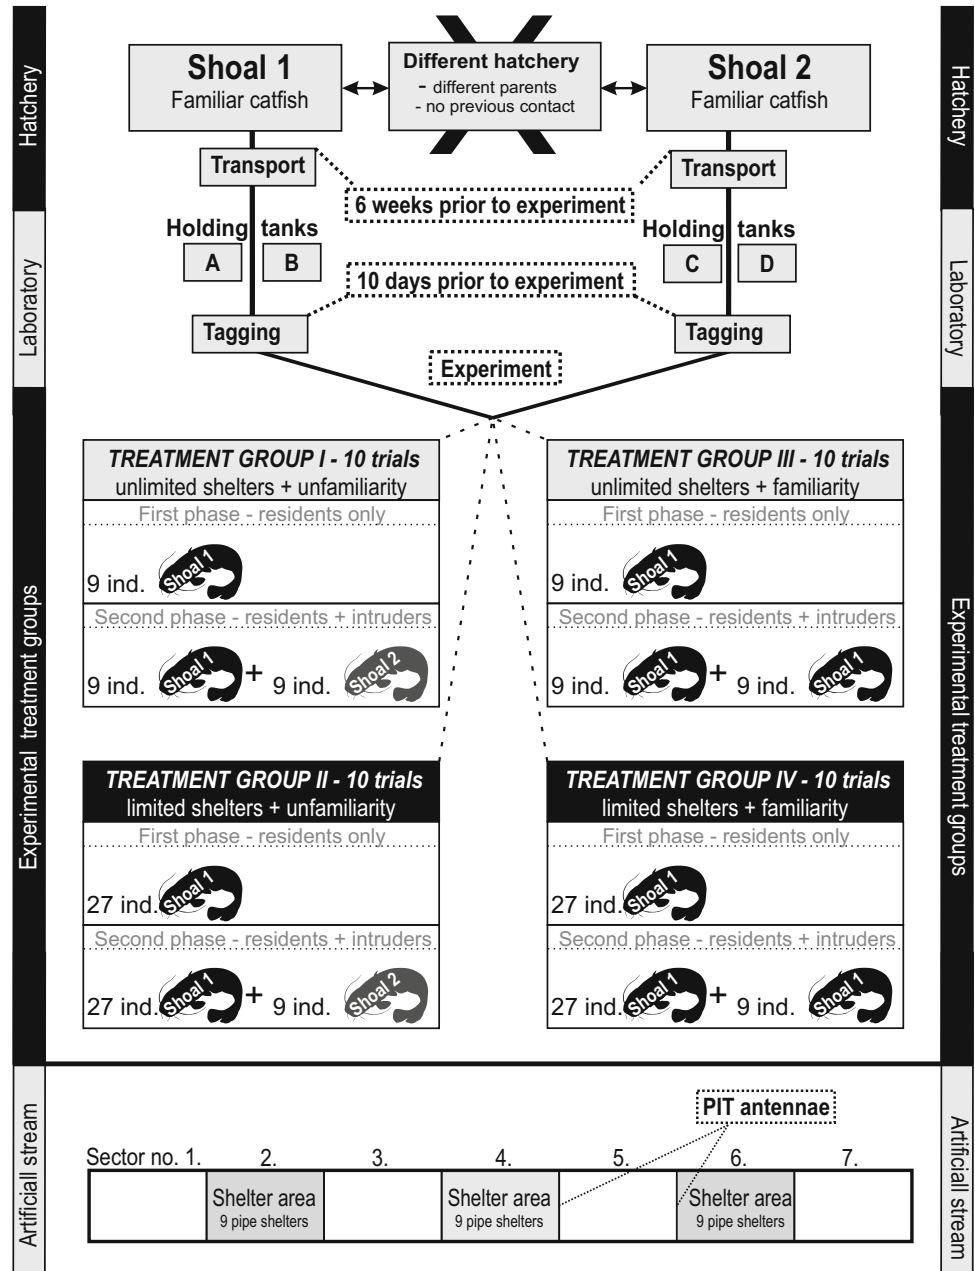 Hatchery
Laboratory
Experimental treatment groups
Artificiall stream
Shoal 1
Familiar catfish
Different hatchery
- different parents
- no previous contact
Shoal 2
Familiar catfish
Transport
Transport
6 weeks prior to experiment
Holding tanks
A
B
Holding tanks
C
D
10 days prior to experiment
Tagging
Tagging
Experiment
TREATMENT GROUP I - 10 trials
unlimited shelters + unfamiliarity
First phase - residents only
9 ind.
Shoal 1
Second phase - residents + intruders
9 ind.
Shoal 1
+
9 ind.
Shoal 2
TREATMENT GROUP III - 10 trials
unlimited shelters + familiarity
First phase - residents only
9 ind.
Shoal 1
Second phase - residents + intruders
9 ind.
Shoal 1
+
9 ind.
Shoal 1
TREATMENT GROUP II - 10 trials
limited shelters + unfamiliarity
First phase - residents only
27 ind.
Shoal 1
Second phase - residents + intruders
27 ind.
Shoal 1
+
9 ind.
Shoal 2
TREATMENT GROUP IV - 10 trials
limited shelters + familiarity
First phase - residents only
27 ind.
Shoal 1
Second phase - residents + intruders
27 ind.
Shoal 1
+
9 ind.
Shoal 1
PIT antennae
Sector no. 1. 2. 3. 4. 5. 6. 7.
Shelter area
9 pipe shelters
Shelter area
9 pipe shelters
Shelter area
9 pipe shelters
Hatchery
Laboratory
Experimental treatment groups
Artificiall stream